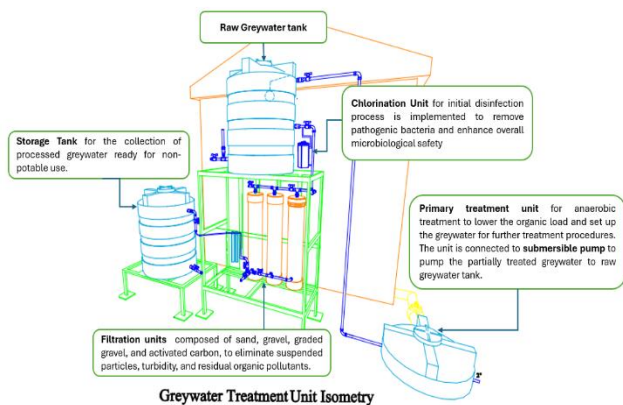 Raw Greywater tank
Chlorination Unit for initial disinfection
process is implemented to remove
pathogenic bacteria and enhance overall
microbiological safety
Storage Tank for the collection of
processed greywater ready for non-
potable use.
Primary treatment unit for anaerobic
treatment to lower the organic load and set up
the greywater for further treatment procedures.
The unit is connected to submersible pump to
pump the partially treated greywater to raw
greywater tank.
Filtration units composed of sand, gravel, graded
gravel, and activated carbon, to eliminate suspended
particles, turbidity, and residual organic pollutants.
Greywater Treatment Unit Isometry